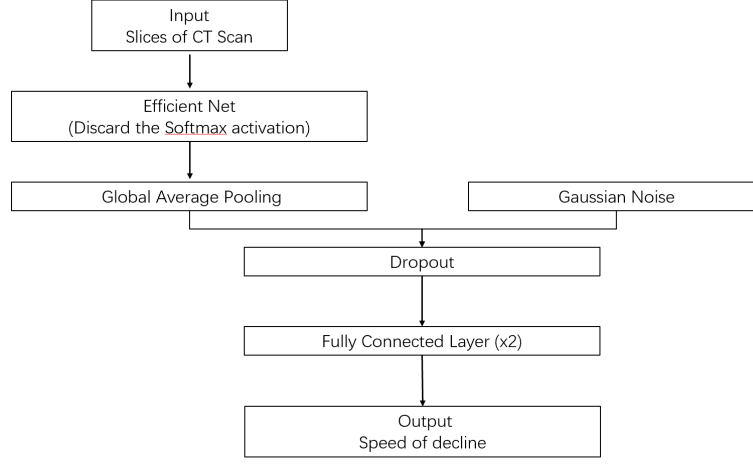 Input
Slices of CT Scan
Efficient Net
(Discard the Softmax activation)
Global Average Pooling
Gaussian Noise
Dropout
Fully Connected Layer (x2)
Output
Speed of decline